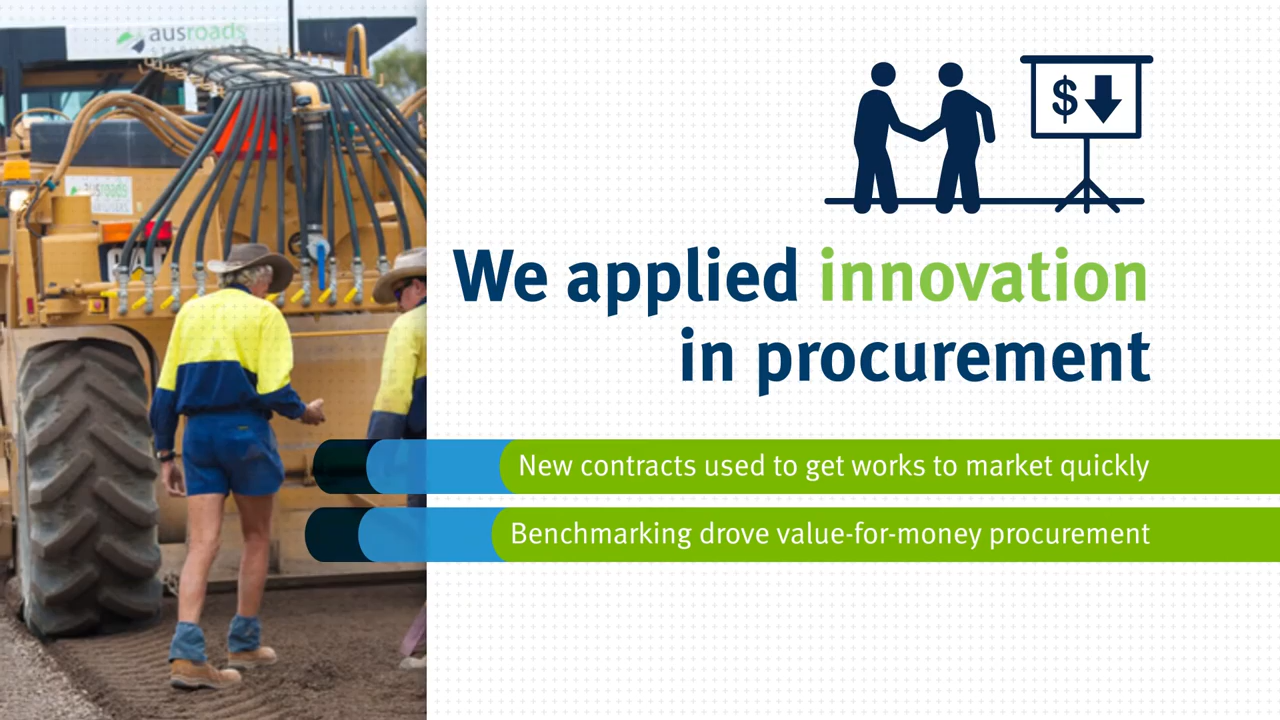 ausroads
ausroads
$
We applied innovation
in procurement
New contracts used to get works to market quickly
Benchmarking drove value-for-money procurement